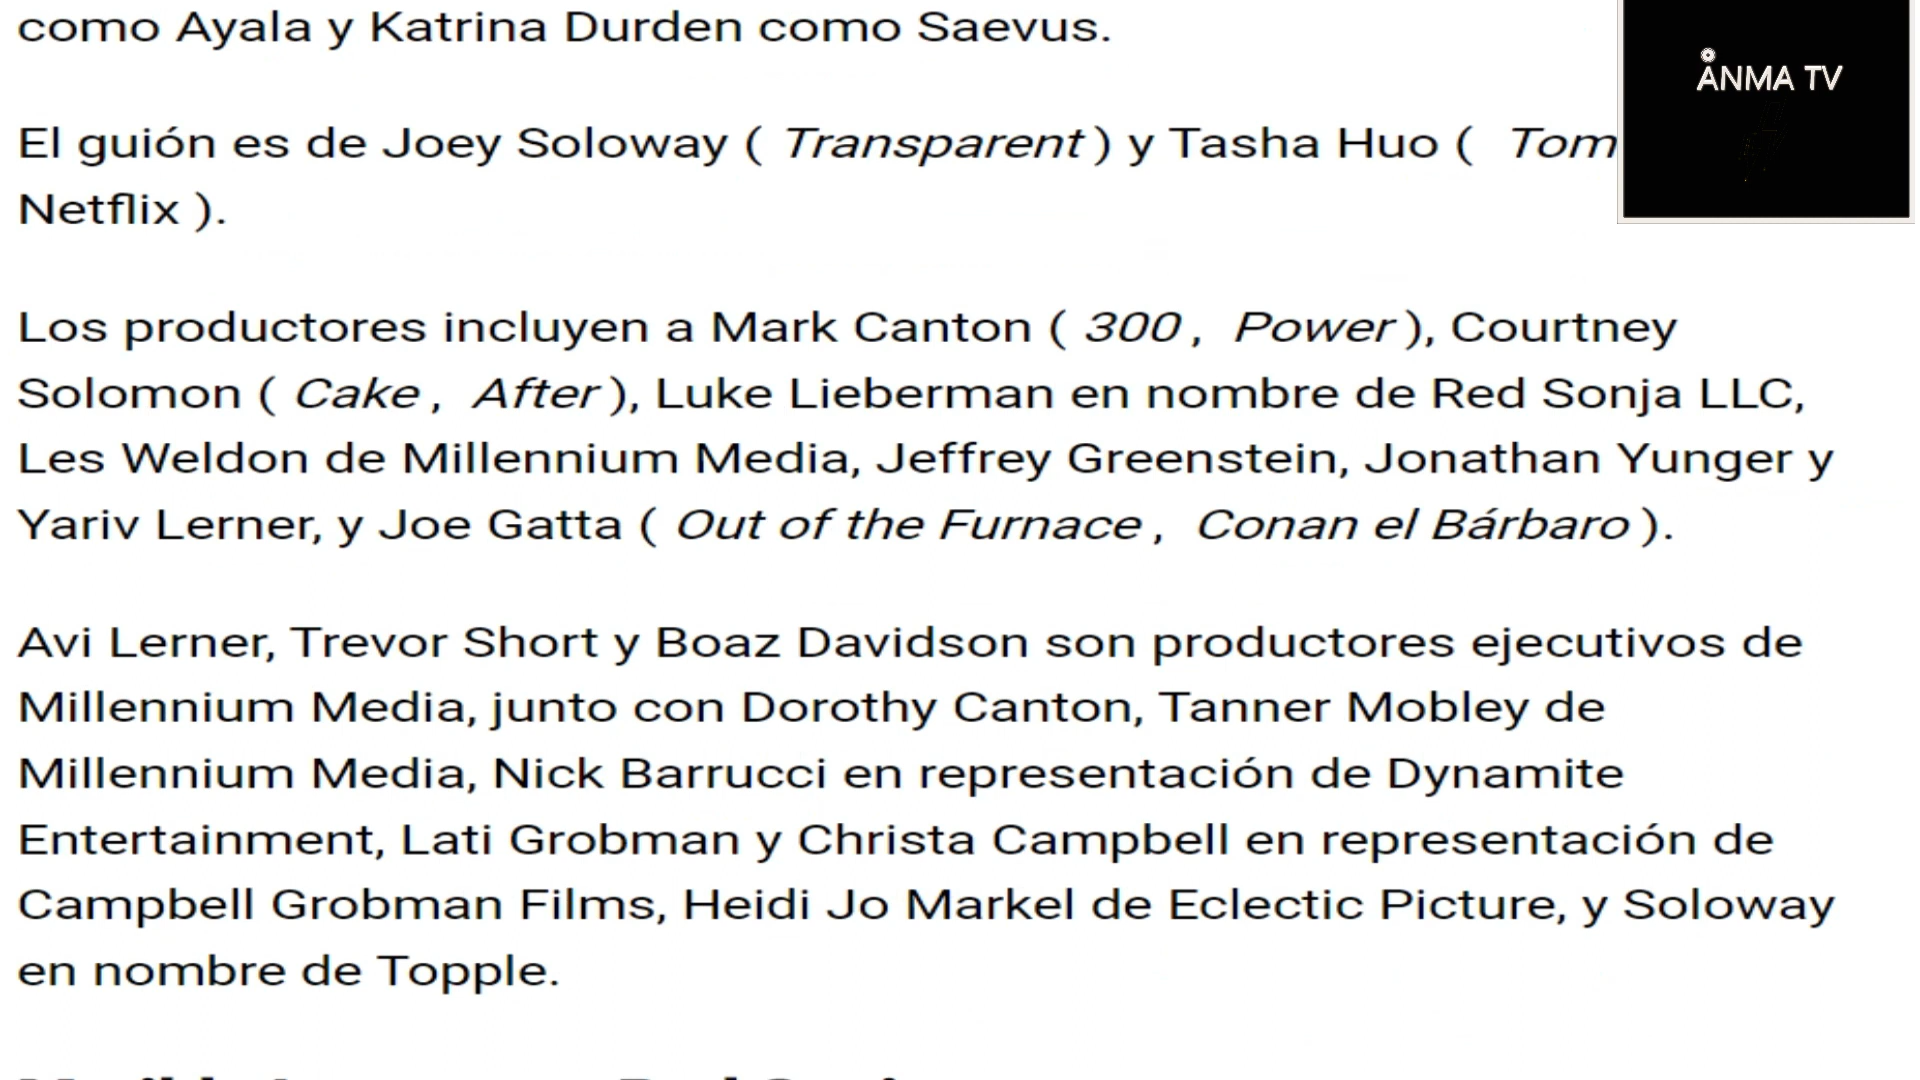 como Ayala y Katrina Durden como Saevus.
ÅNMA TV
El guión es de Joey Soloway ( Transparent ) y Tasha Huo ( Tom
Netflix ).
Los productores incluyen a Mark Canton ( 300 , Power ), Courtney
Solomon ( Cake , After ), Luke Lieberman en nombre de Red Sonja LLC,
Les Weldon de Millennium Media, Jeffrey Greenstein, Jonathan Yunger y
Yariv Lerner, y Joe Gatta ( Out of the Furnace , Conan el Bárbaro ).
Avi Lerner, Trevor Short y Boaz Davidson son productores ejecutivos de
Millennium Media, junto con Dorothy Canton, Tanner Mobley de
Millennium Media, Nick Barrucci en representación de Dynamite
Entertainment, Lati Grobman y Christa Campbell en representación de
Campbell Grobman Films, Heidi Jo Markel de Eclectic Picture, y Soloway
en nombre de Topple.